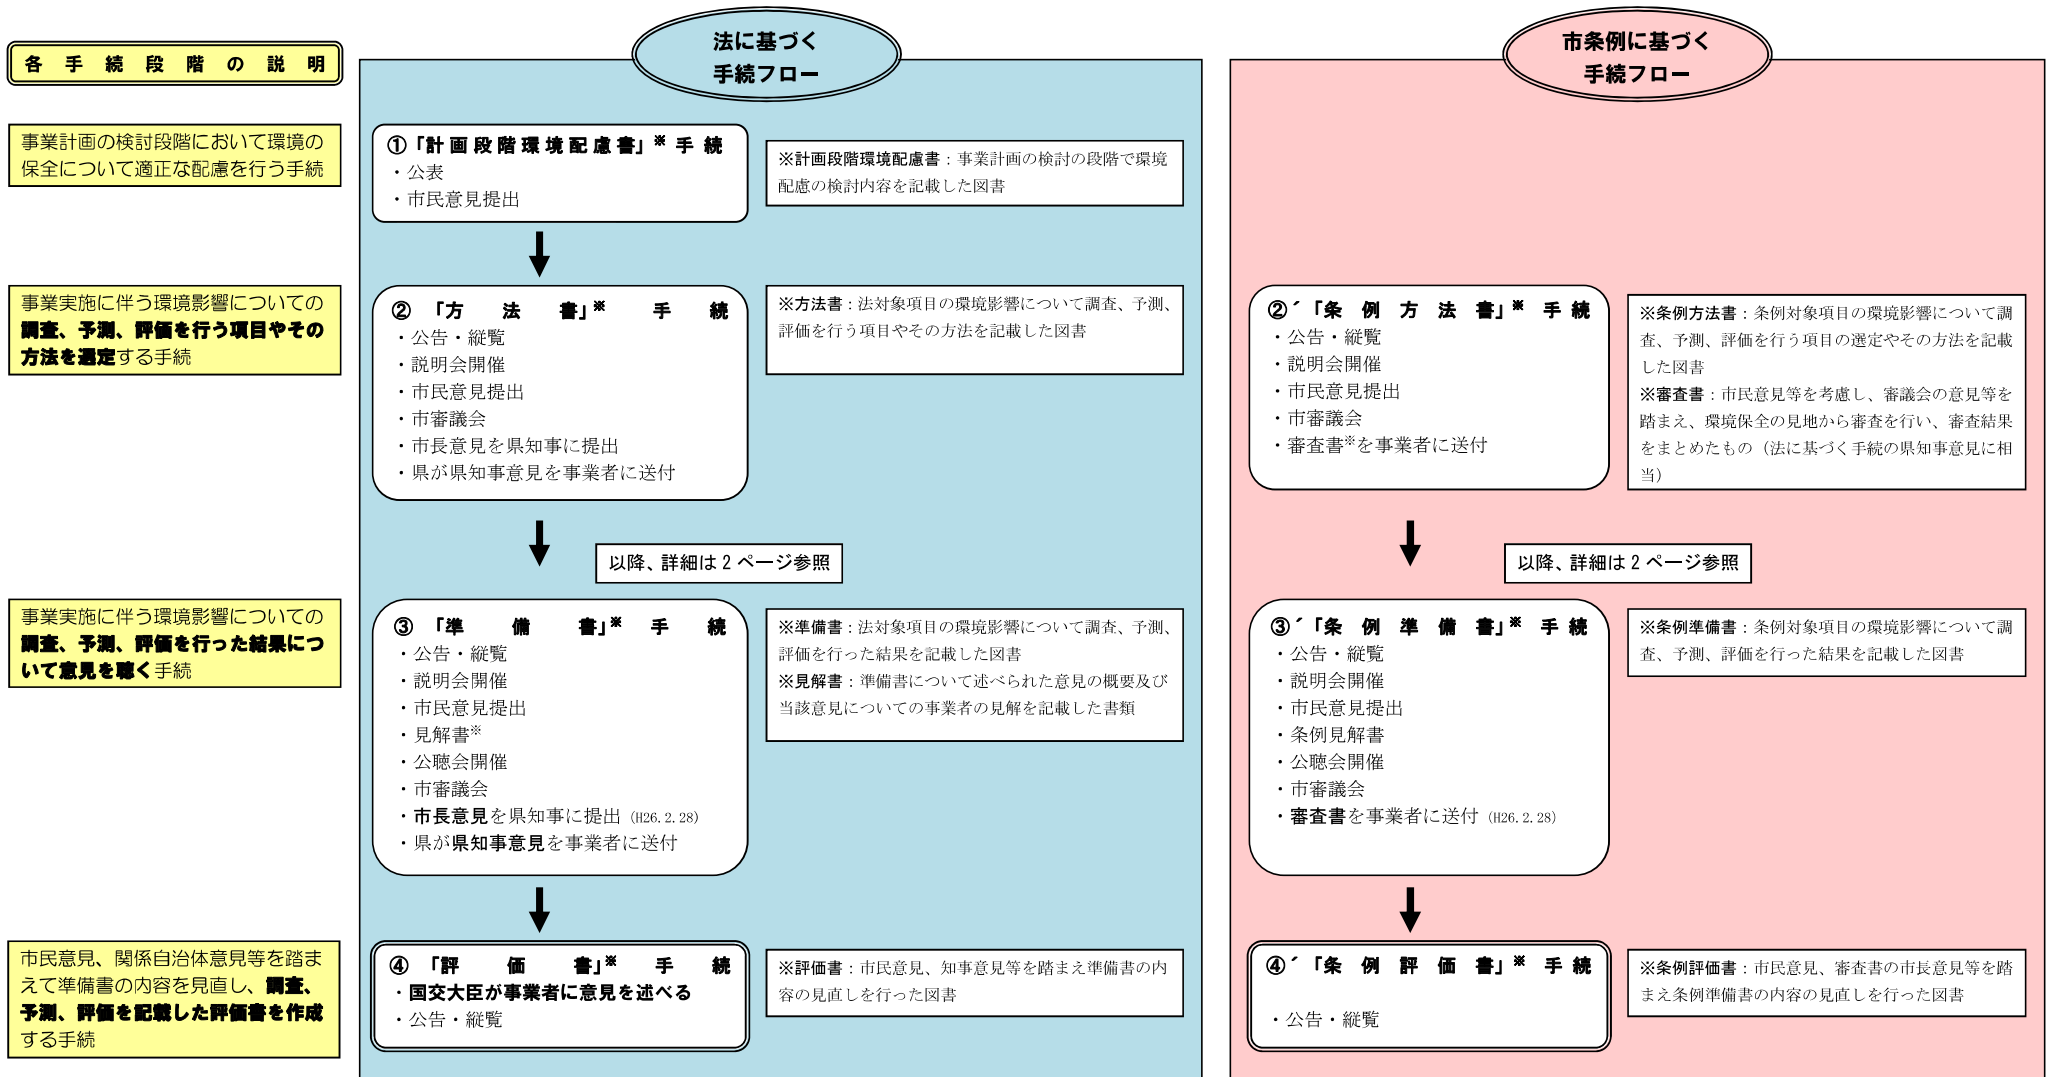 各手続段階の説明
法に基づく
手続フロー
市条例に基づく
手続フロー
事業計画の検討段階において環境の
保全について適正な配慮を行う手続
①「計画段階環境配慮書」※手続
・公表
・市民意見提出
※計画段階環境配慮書：事業計画の検討の段階で環境
配慮の検討内容を記載した図書
事業実施に伴う環境影響についての
調査、予測、評価を行う項目やその
方法を選定する手続
②「方法書」※手続
・公告・縦覧
・説明会開催
・市民意見提出
・市審議会
・市長意見を県知事に提出
・県が県知事意見を事業者に送付
※方法書：法対象項目の環境影響について調査、予測、
評価を行う項目やその方法を記載した図書
②´「条例方法書」※手続
・公告・縦覧
・説明会開催
・市民意見提出
・市審議会
・審査書※を事業者に送付
※条例方法書：条例対象項目の環境影響について調
査、予測、評価を行う項目の選定やその方法を記載
した図書
※審査書：市民意見等を考慮し、審議会の意見等を
踏まえ、環境保全の見地から審査を行い、審査結果
をまとめたもの（法に基づく手続の県知事意見に相
当）
以降、詳細は２ページ参照
以降、詳細は２ページ参照
事業実施に伴う環境影響についての
調査、予測、評価を行った結果につ
いて意見を聴く手続
③「準備書」※手続
・公告・縦覧
・説明会開催
・市民意見提出
・見解書※
・公聴会開催
・市審議会
・市長意見を県知事に提出（H26.2.28）
・県が県知事意見を事業者に送付
※準備書：法対象項目の環境影響について調査、予測、
評価を行った結果を記載した図書
※見解書：準備書について述べられた意見の概要及び
当該意見についての事業者の見解を記載した書類
③´「条例準備書」※手続
・公告・縦覧
・説明会開催
・市民意見提出
・条例見解書
・公聴会開催
・市審議会
・審査書を事業者に送付（H26.2.28）
※条例準備書：条例対象項目の環境影響について調
査、予測、評価を行った結果を記載した図書
市民意見、関係自治体意見等を踏ま
えて準備書の内容を見直し、調査、
予測、評価を記載した評価書を作成
する手続
④「評価書」※手続
・国交大臣が事業者に意見を述べる
・公告・縦覧
※評価書：市民意見、知事意見等を踏まえ準備書の内
容の見直しを行った図書
④´「条例評価書」※手続
・公告・縦覧
※条例評価書：市民意見、審査書の市長意見等を踏
まえ条例準備書の内容の見直しを行った図書